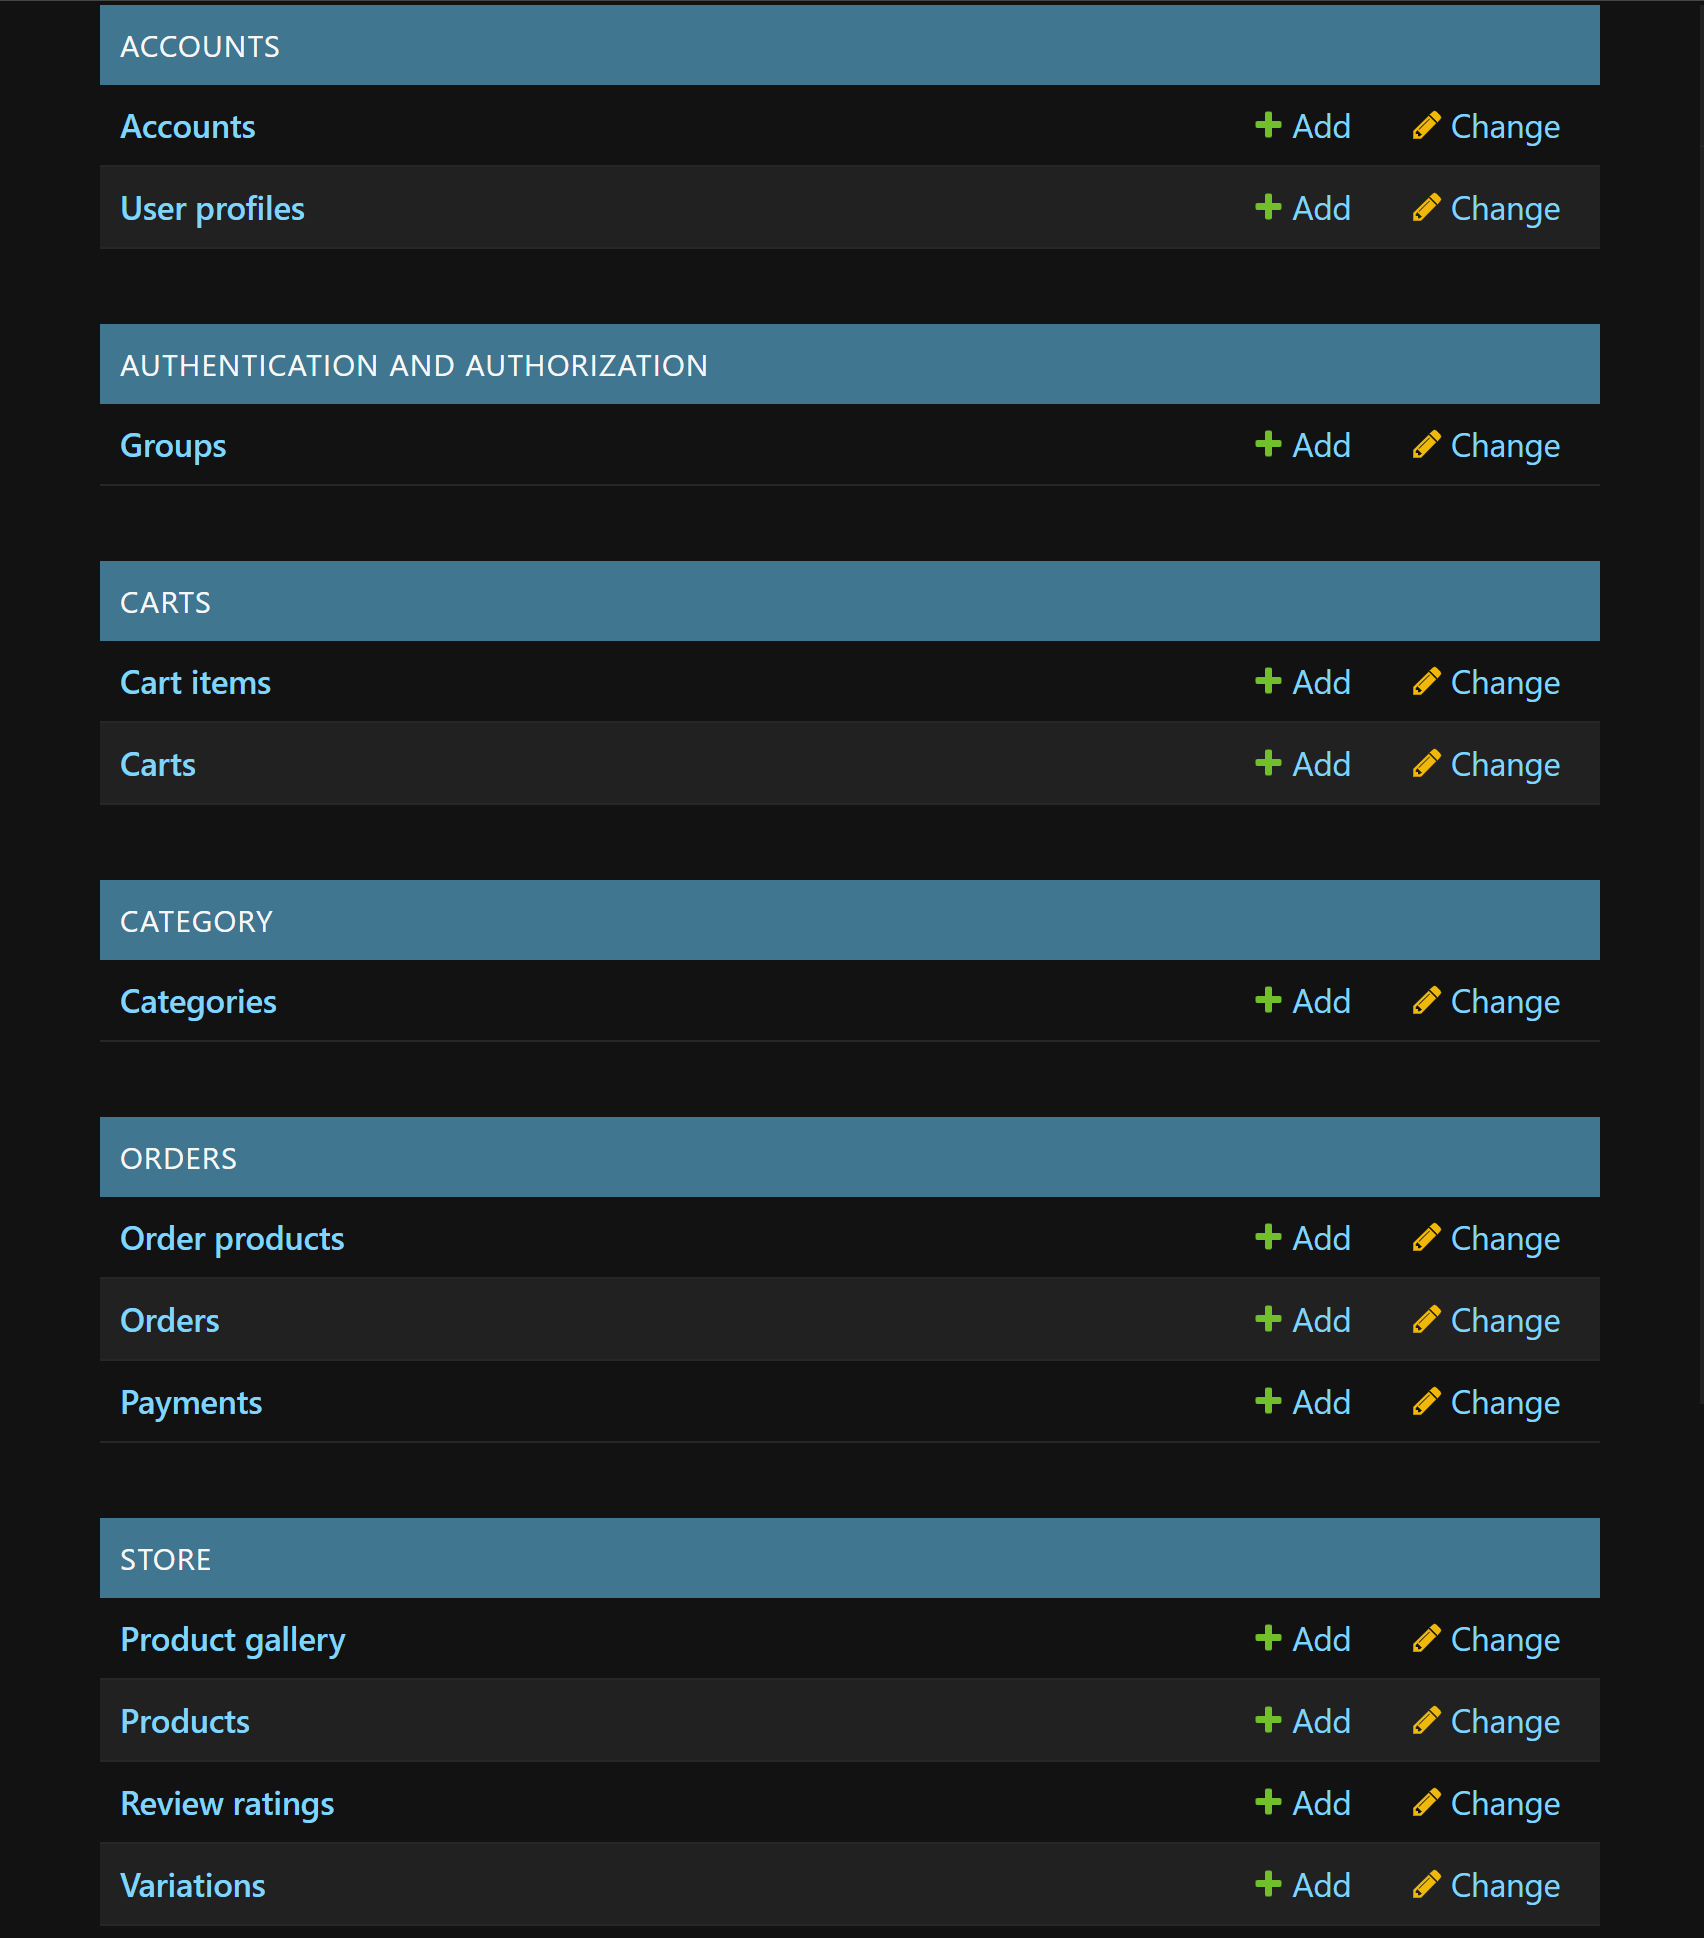 ACCOUNTS
Accounts Add Change
User profiles Add Change
AUTHENTICATION AND AUTHORIZATION
Groups Add Change
CARTS
Cart items Add Change
Carts Add Change
CATEGORY
Categories Add Change
ORDERS
Order products Add Change
Orders Add Change
Payments Add Change
STORE
Product gallery Add Change
Products Add Change
Review ratings Add Change
Variations Add Change